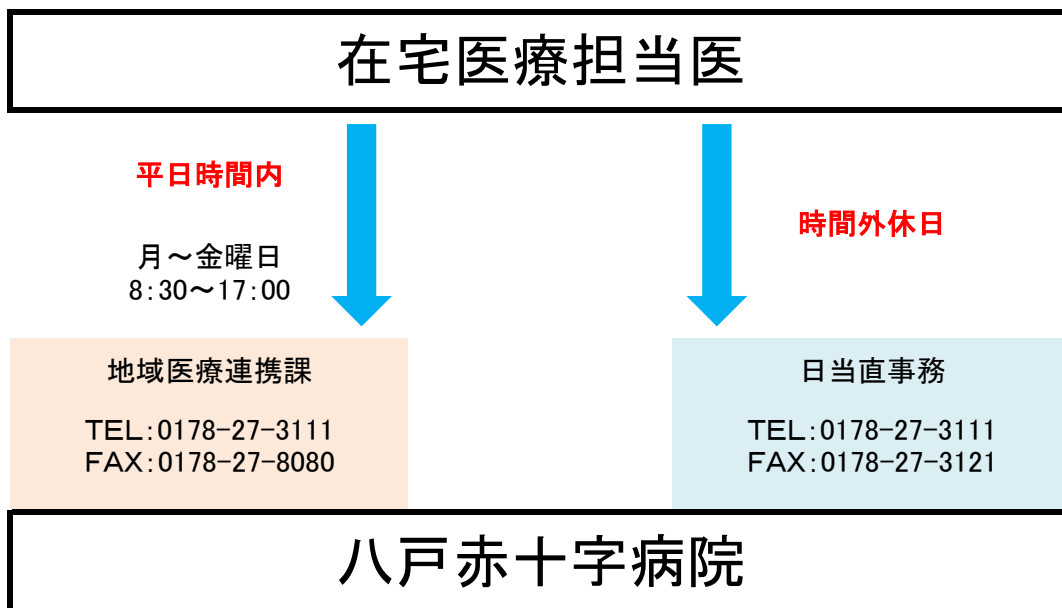 在宅医療担当医
平日時間内
月～金曜日
8:30～17:00
時間外休日
地域医療連携課
TEL:0178-27-3111
FAX:0178-27-8080
日当直事務
TEL:0178-27-3111
FAX:0178-27-3121
八戸赤十字病院